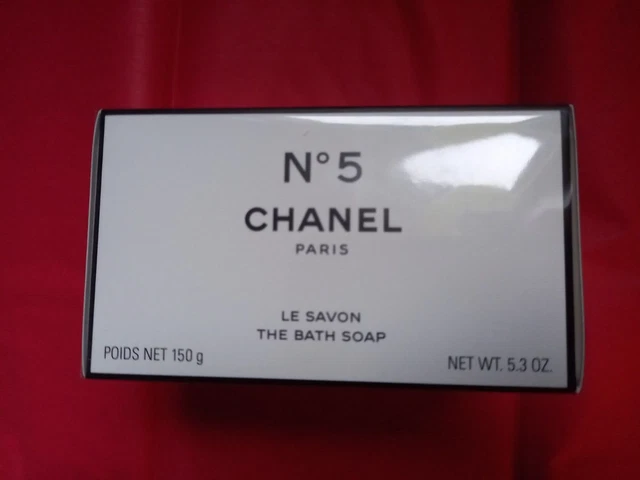 N°5
CHANEL
PARIS
LE SAVON
THE BATH SOAP
POIDS NET 150 g
NET WT. 5.3 OZ.